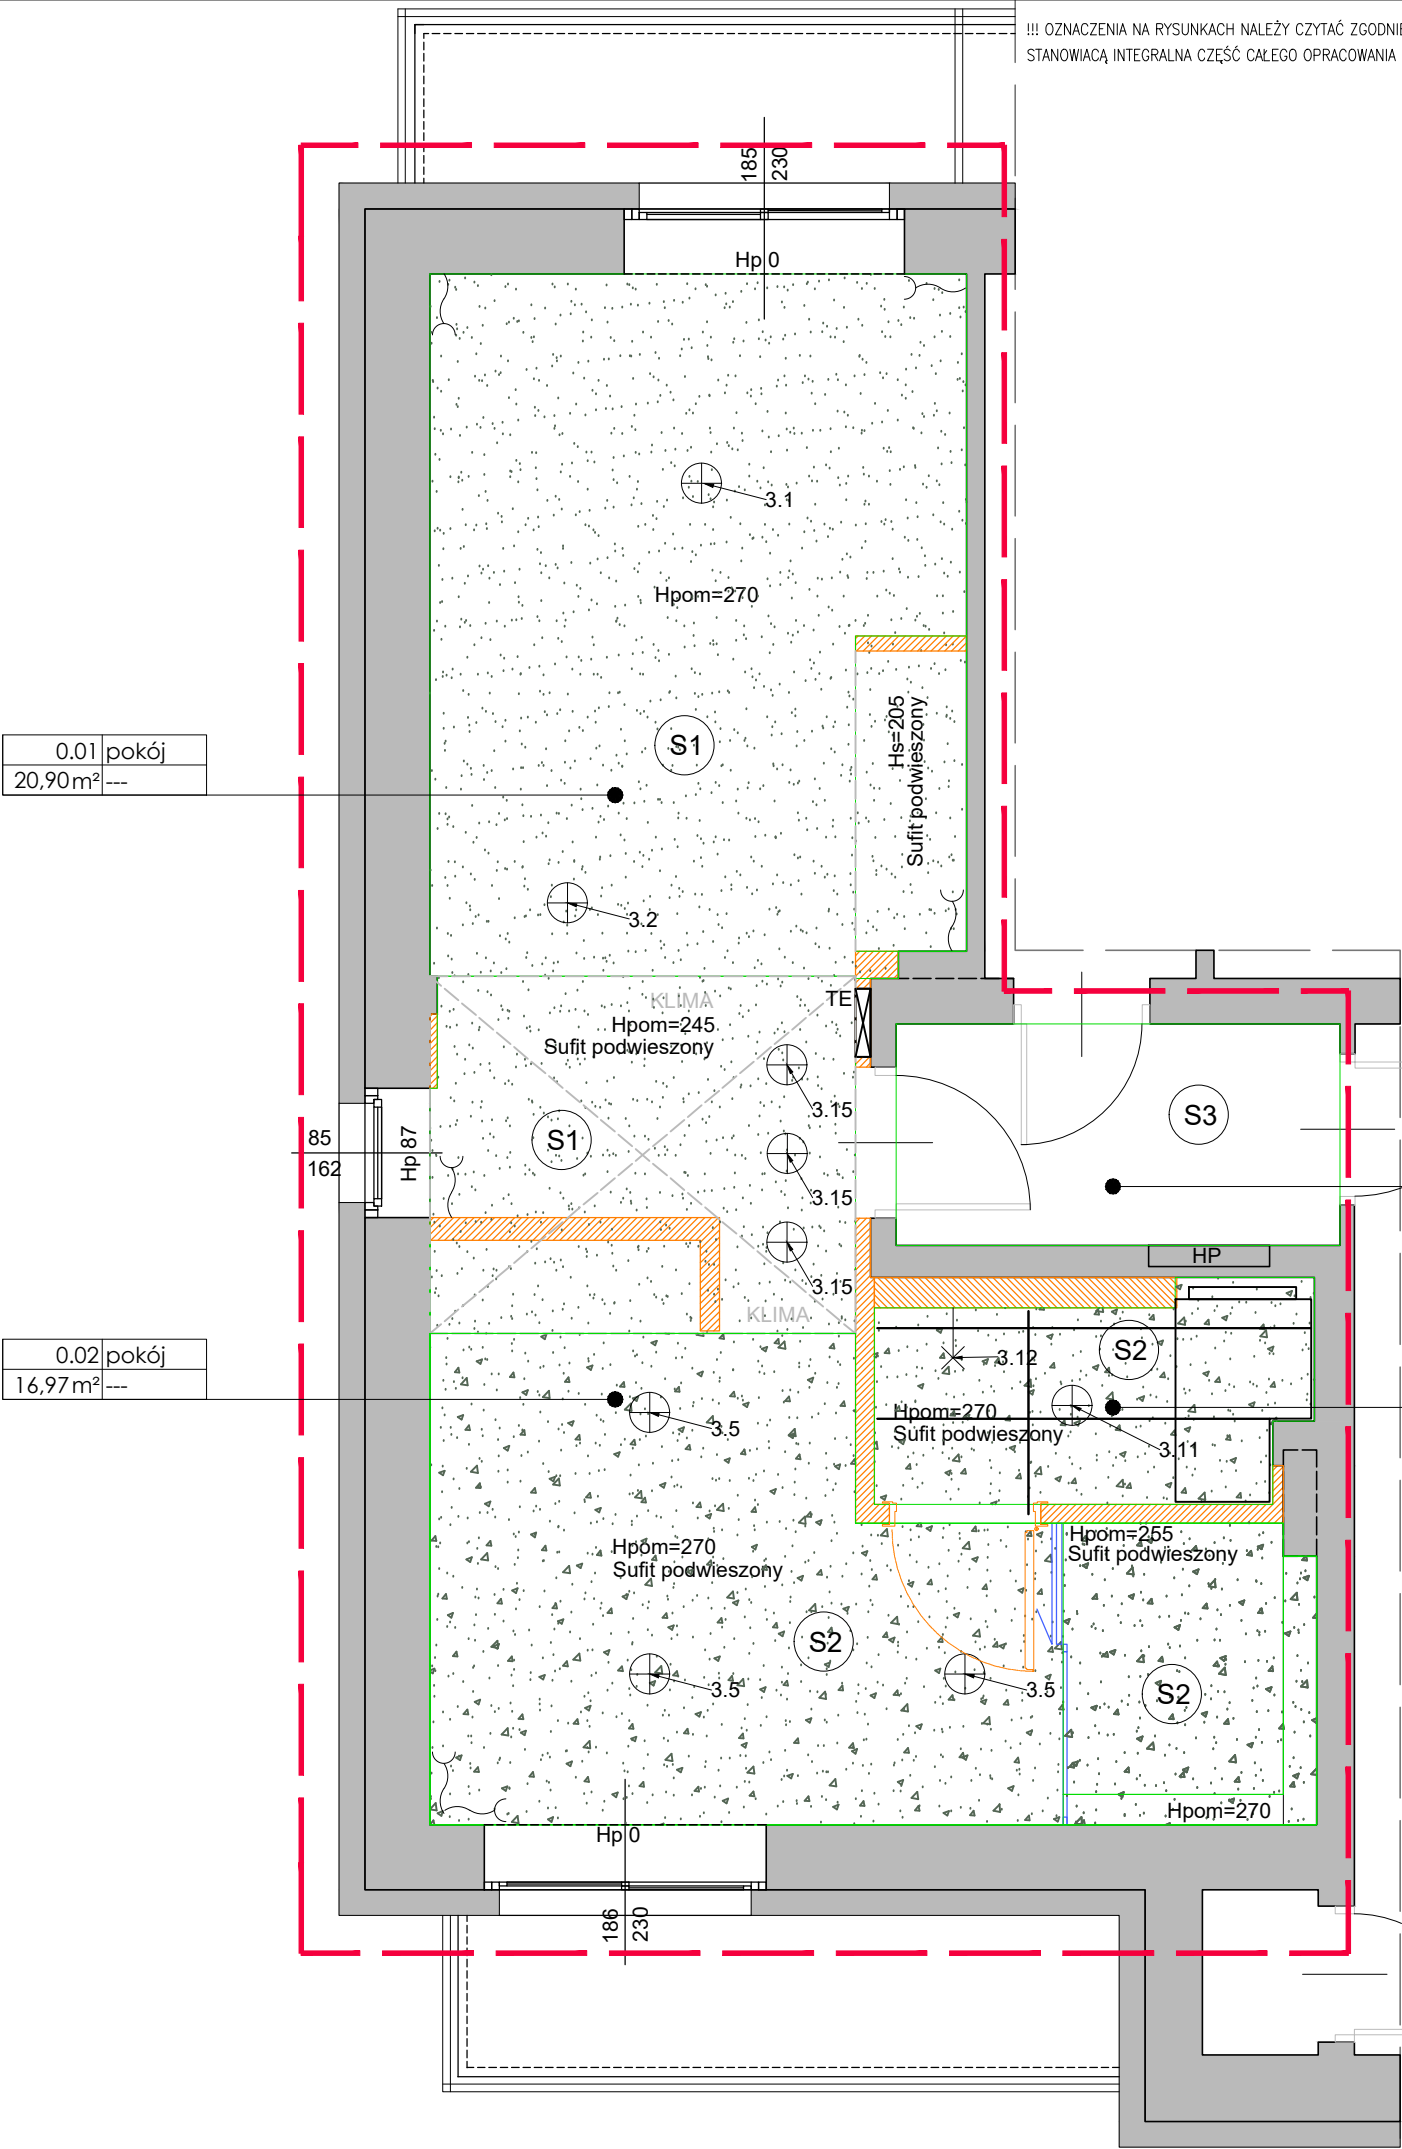 !!! OZNACZENIA NA RYSUNKACH NALEŻY CZYTAĆ ZGODNIE
STANOWIACĄ INTEGRALNA CZĘŚĆ CAŁEGO OPRACOWANIA
185
230
Hp 0
3.1
Hpom=270
Hs=205
Sufit podwieszony
S1
0.01 pokój
20,90 m² ---
3.2
KLIMA
TE
Hpom=245
Sufit podwieszony
3.15
S3
S1
85
162
Hp 87
3.15
HP
3.15
KLIMA
S2
3.12
0.02 pokój
16,97 m² ---
Hpom=270
Sufit podwieszony
3.5
3.11
Hpom=270
Sufit podwieszony
Hpom=255
Sufit podwieszony
S2
3.5
3.5
S2
Hpom=270
Hp 0
186
230